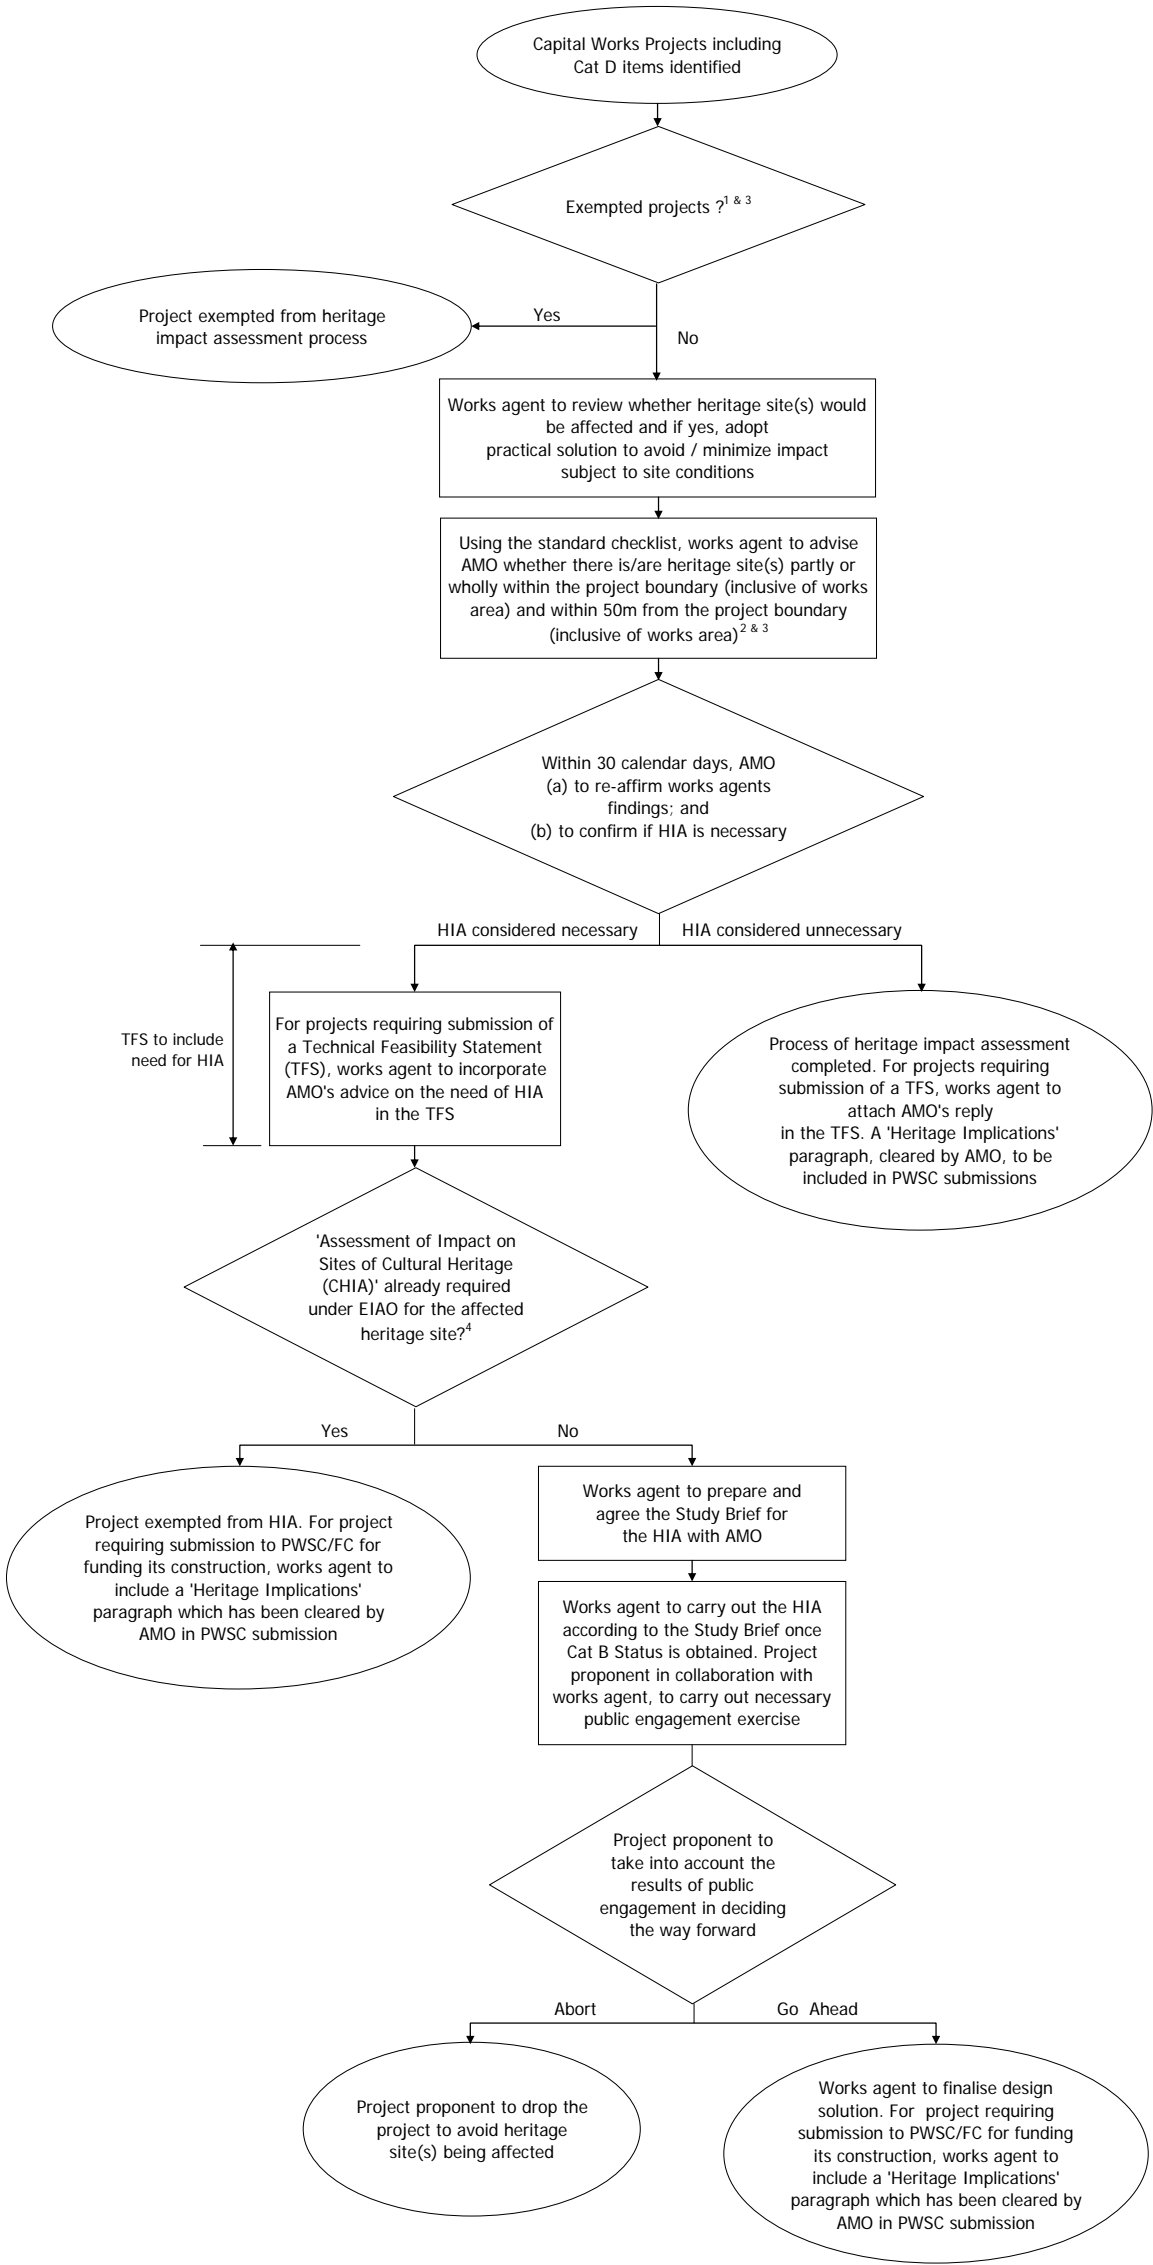 Capital Works Projects including
Cat D items identified
Exempted projects ?1 & 3
Yes
No
Project exempted from heritage
impact assessment process
Works agent to review whether heritage site(s) would
be affected and if yes, adopt
practical solution to avoid / minimize impact
subject to site conditions
Using the standard checklist, works agent to advise
AMO whether there is/are heritage site(s) partly or
wholly within the project boundary (inclusive of works
area) and within 50m from the project boundary
(inclusive of works area)2 & 3
Within 30 calendar days, AMO
(a) to re-affirm works agents
findings; and
(b) to confirm if HIA is necessary
HIA considered necessary
HIA considered unnecessary
TFS to include
need for HIA
For projects requiring submission of
a Technical Feasibility Statement
(TFS), works agent to incorporate
AMO's advice on the need of HIA
in the TFS
Process of heritage impact assessment
completed. For projects requiring
submission of a TFS, works agent to
attach AMO's reply
in the TFS. A 'Heritage Implications'
paragraph, cleared by AMO, to be
included in PWSC submissions
'Assessment of Impact on
Sites of Cultural Heritage
(CHIA)' already required
under EIAO for the affected
heritage site?4
Yes
No
Project exempted from HIA. For project
requiring submission to PWSC/FC for
funding its construction, works agent to
include a 'Heritage Implications'
paragraph which has been cleared by
AMO in PWSC submission
Works agent to prepare and
agree the Study Brief for
the HIA with AMO
Works agent to carry out the HIA
according to the Study Brief once
Cat B Status is obtained. Project
proponent in collaboration with
works agent, to carry out necessary
public engagement exercise
Project proponent to
take into account the
results of public
engagement in deciding
the way forward
Abort
Go Ahead
Project proponent to drop the
project to avoid heritage
site(s) being affected
Works agent to finalise design
solution. For project requiring
submission to PWSC/FC for funding
its construction, works agent to
include a 'Heritage Implications'
paragraph which has been cleared by
AMO in PWSC submission